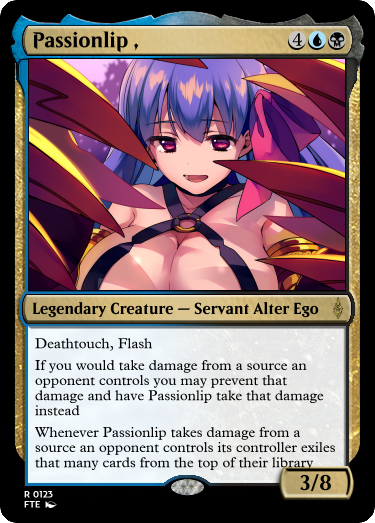 Passionlip , 4
Legendary Creature — Servant Alter Ego
Deathtouch, Flash
If you would take damage from a source an
opponent controls you may prevent that
damage and have Passionlip take that damage
instead
Whenever Passionlip takes damage from a
source an opponent controls its controller exiles
that many cards from the top of their library
3/8
R 0123
FTE